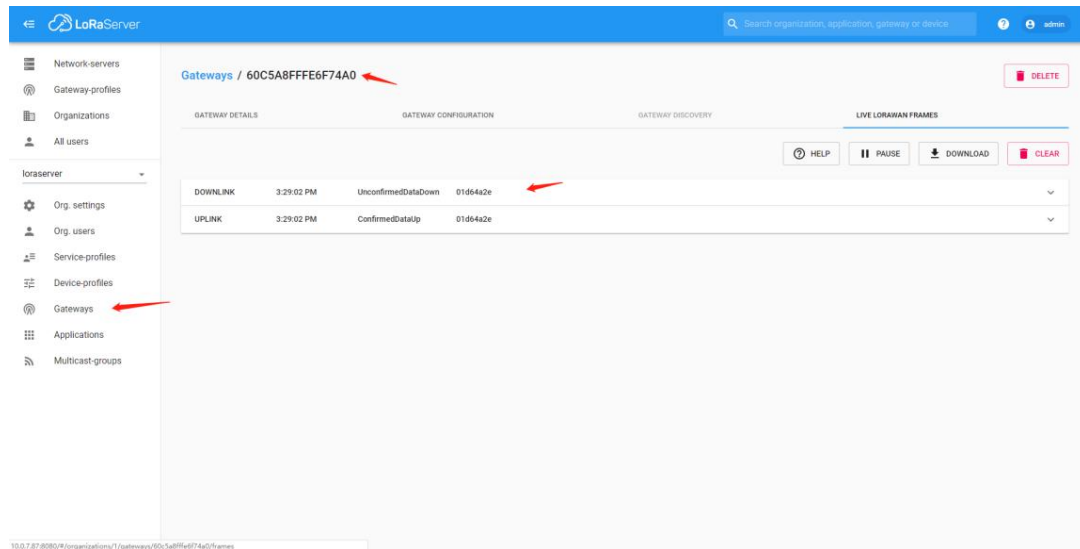 LoRaServer
Search organization, application, gateway or device
?
admin
Network-servers
Gateway-profiles
Organizations
All users
loraserver
Org. settings
Org. users
Service-profiles
Device-profiles
Gateways
Applications
Multicast-groups
Gateways / 60C5A8FFFE6F74A0
DELETE
GATEWAY DETAILS GATEWAY CONFIGURATION GATEWAY DISCOVERY LIVE LORAWAN FRAMES
? HELP PAUSE DOWNLOAD CLEAR
DOWNLINK 3:29:02 PM UnconfirmedDataDown 01d64a2e
UPLINK 3:29:02 PM ConfirmedDataUp 01d64a2e
10.0.7.87:8080/#/organizations/1/gateways/60c5a8fffe6f74a0/frames